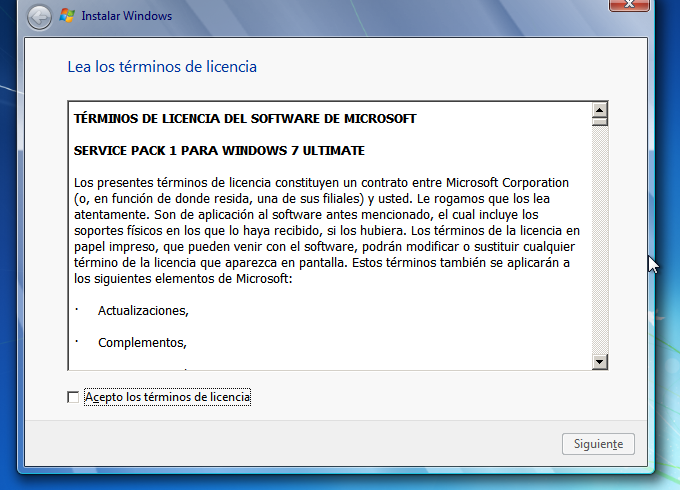 Instalar Windows
Lea los términos de licencia
TÉRMINOS DE LICENCIA DEL SOFTWARE DE MICROSOFT
SERVICE PACK 1 PARA WINDOWS 7 ULTIMATE
Los presentes términos de licencia constituyen un contrato entre Microsoft Corporation
(o, en función de donde resida, una de sus filiales) y usted. Le rogamos que los lea
atentamente. Son de aplicación al software antes mencionado, el cual incluye los
soportes físicos en los que lo haya recibido, si los hubiera. Los términos de la licencia en
papel impreso, que pueden venir con el software, podrán modificar o sustituir cualquier
término de la licencia que aparezca en pantalla. Estos términos también se aplicarán a
los siguientes elementos de Microsoft:
· Actualizaciones,
· Complementos,
Acepto los términos de licencia
Siguiente